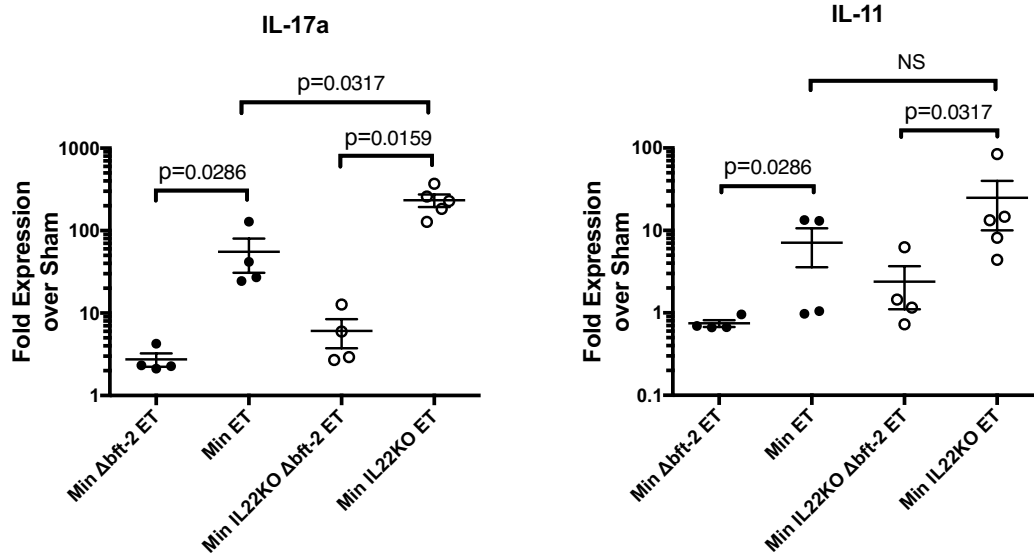 IL-17a
p=0.0317
p=0.0159
p=0.0286
1000
100
10
1
Fold Expression
over Sham
Min Δbft-2 ET
Min ET
Min IL22KO Δbft-2 ET
Min IL22KO ET
IL-11
NS
p=0.0317
p=0.0286
100
10
1
0.1
Fold Expression
over Sham
Min Δbft-2 ET
Min ET
Min IL22KO Δbft-2 ET
Min IL22KO ET